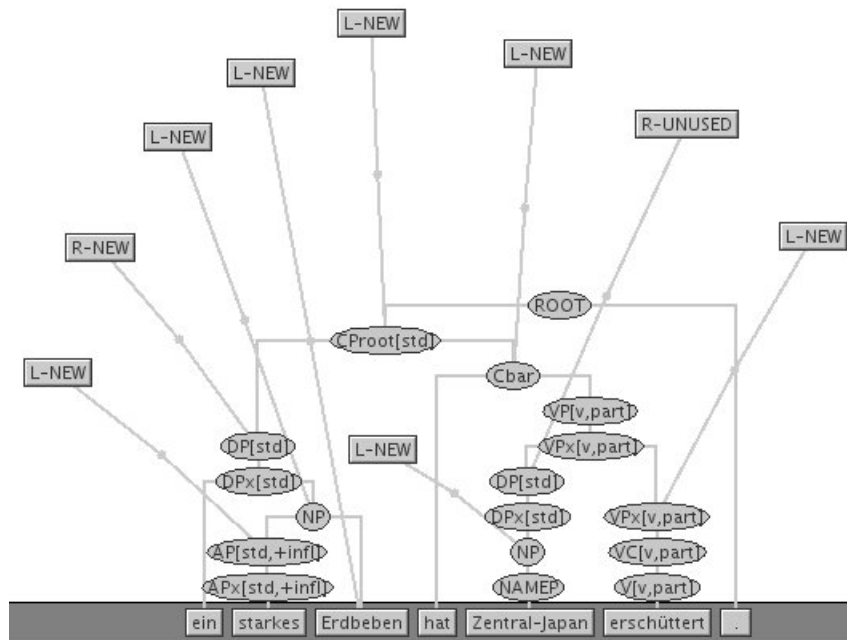 L-NEW
L-NEW
L-NEW
L-NEW
R-UNUSED
L-NEW
L-NEW
R-NEW
ROOT
CProot[std]
L-NEW
Cbar
VP[v,part]
DP[std]
L-NEW
VPx[v,part]
DPx[std]
DP[std]
NP
DPx[std]
VPx[v,part]
AP[std,+infl]
NP
VC[v,part]
APx[std,+infl]
NAMEP
V[v,part]
ein starkes Erdbeben hat Zentral-Japan erschüttert .